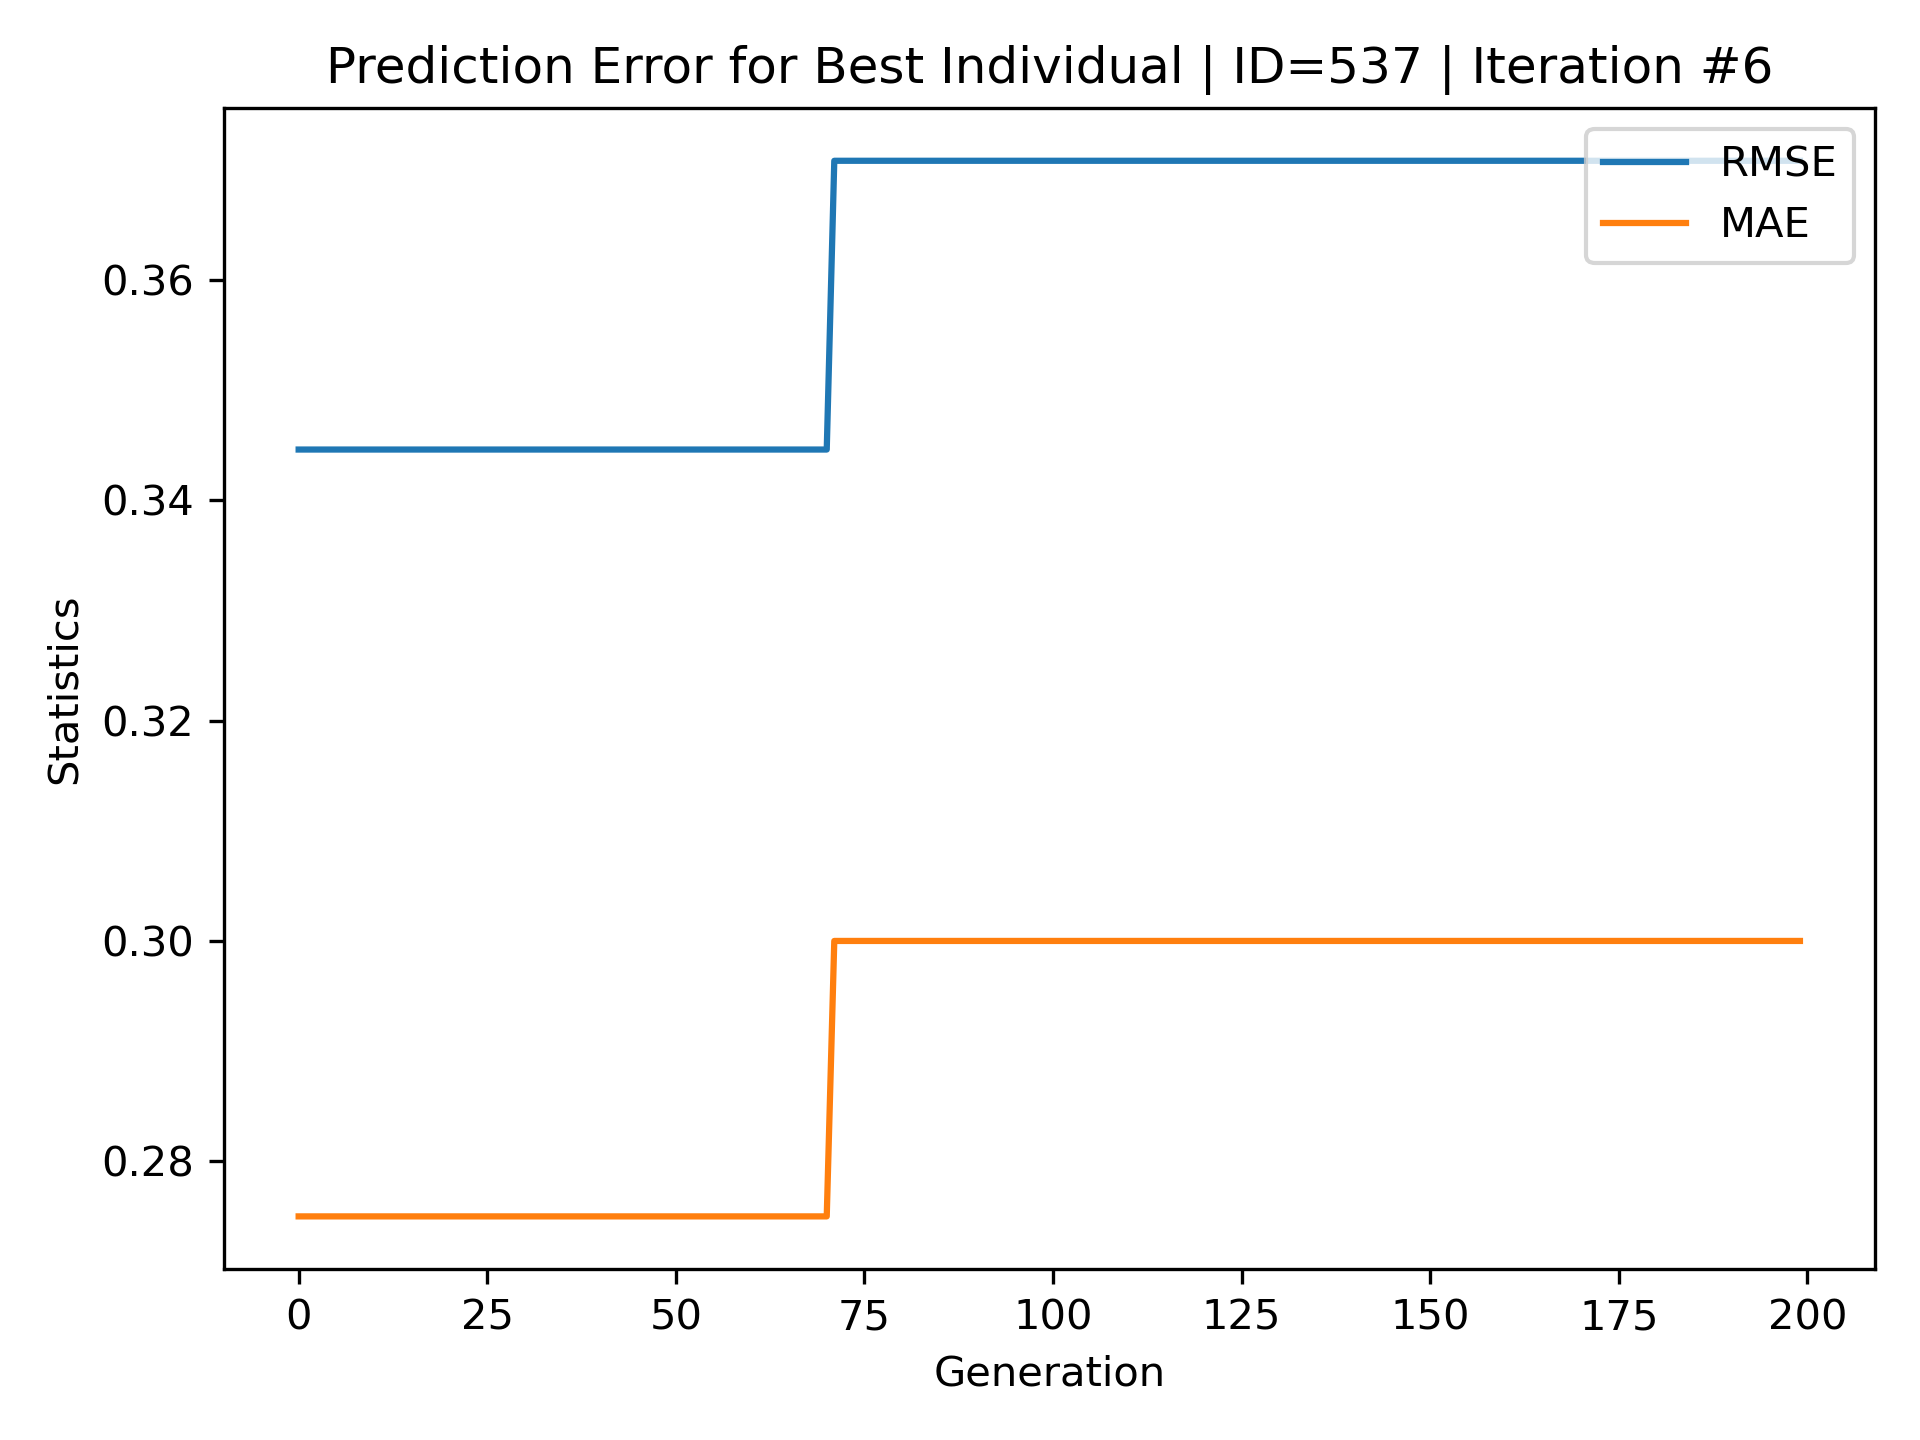 Prediction Error for Best Individual | ID=537 | Iteration #6
RMSE
MAE
0.36
0.34
0.32
0.30
0.28
Statistics
0 25 50 75 100 125 150 175 200
Generation